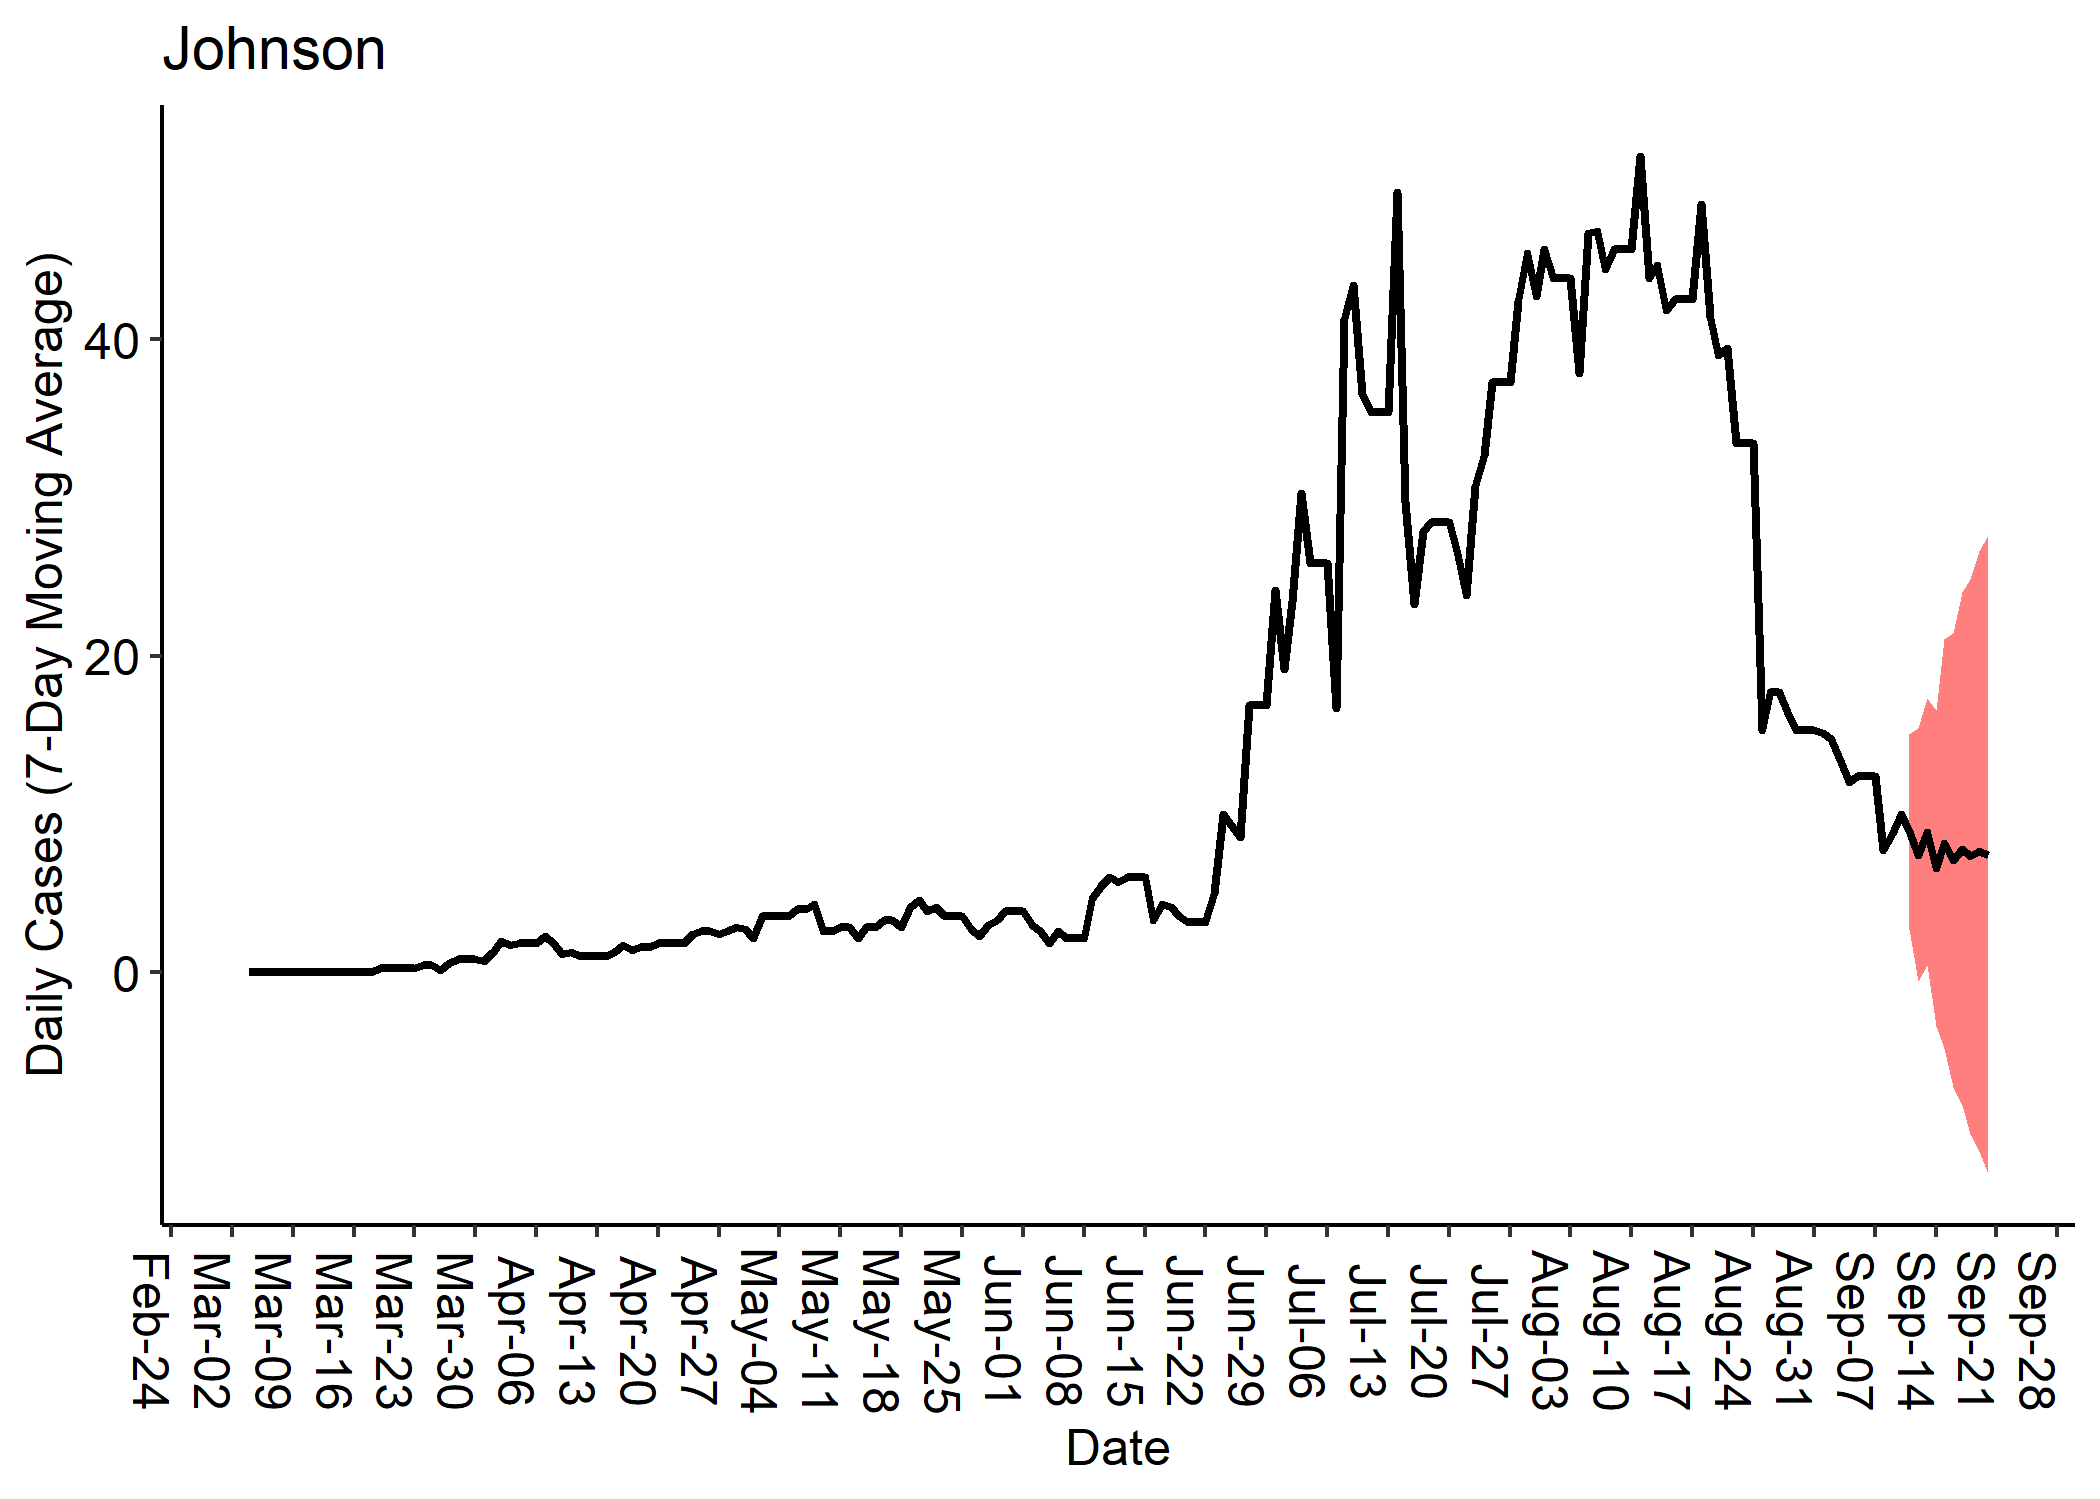 Johnson
Daily Cases (7-Day Moving Average)
40
20
0
Feb-24
Mar-02
Mar-09
Mar-16
Mar-23
Mar-30
Apr-06
Apr-13
Apr-20
Apr-27
May-04
May-11
May-18
May-25
Jun-01
Jun-08
Jun-15
Jun-22
Jun-29
Jul-06
Jul-13
Jul-20
Jul-27
Aug-03
Aug-10
Aug-17
Aug-24
Aug-31
Sep-07
Sep-14
Sep-21
Sep-28
Date